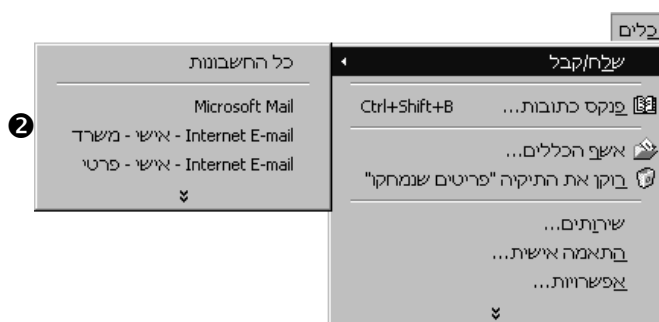 כלים
שלח/קבל
פנקס כתובות... Ctrl+Shift+B
אשף הכללים...
רוקן את התיקיה "פריטים שנמחקו"
שירותים...
התאמה אישית...
אפשרויות...
כל החשבונות
Microsoft Mail
Internet E-mail - אישי - משרד
Internet E-mail - אישי - פרטי
❷